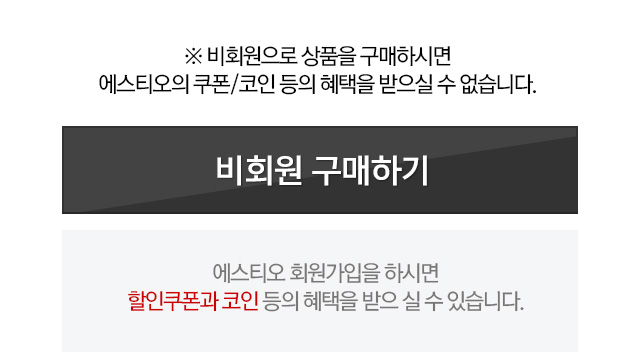 ※ 비회원으로 상품을 구매하시면
에스티오의 쿠폰/코인 등의 혜택을 받으실 수 없습니다.
비회원 구매하기
에스티오 회원가입을 하시면
할인쿠폰과 코인 등의 혜택을 받으 실 수 있습니다.